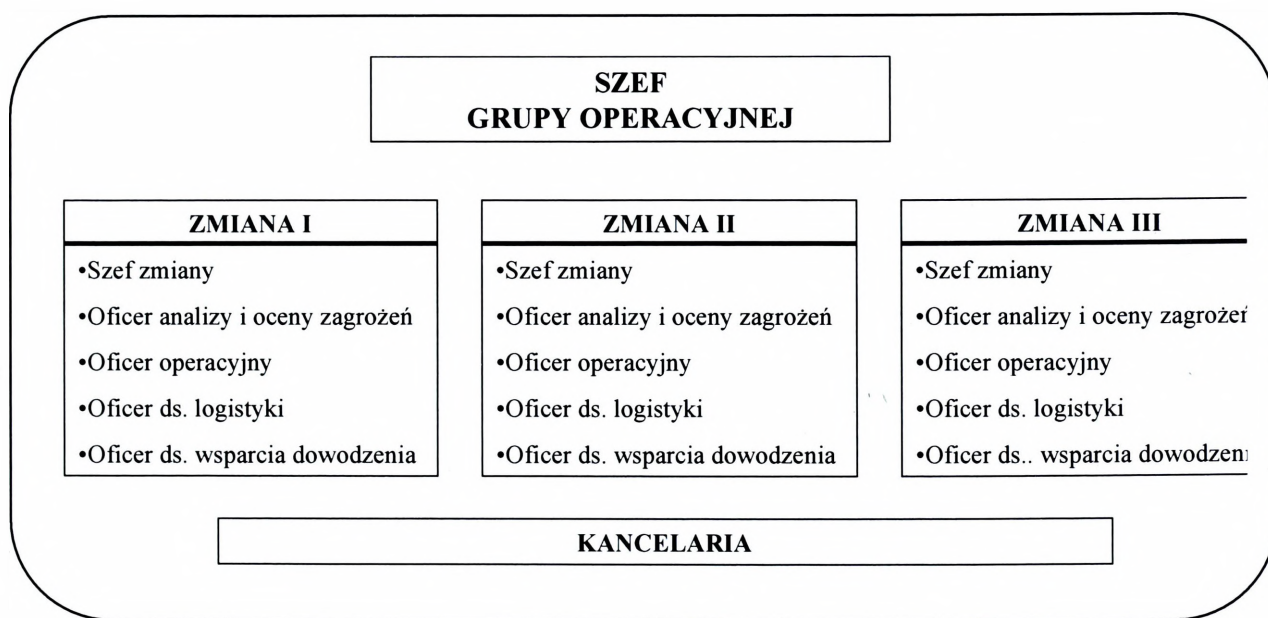 SZEF
GRUPY OPERACYJNEJ
ZMIANA I
•Szef zmiany
•Oficer analizy i oceny zagrożeń
•Oficer operacyjny
•Oficer ds. logistyki
•Oficer ds. wsparcia dowodzenia
ZMIANA II
•Szef zmiany
•Oficer analizy i oceny zagrożeń
•Oficer operacyjny
•Oficer ds. logistyki
•Oficer ds. wsparcia dowodzenia
ZMIANA III
•Szef zmiany
•Oficer analizy i oceny zagrożeń
•Oficer operacyjny
•Oficer ds. logistyki
•Oficer ds.. wsparcia dowodzeni
KANCELARIA